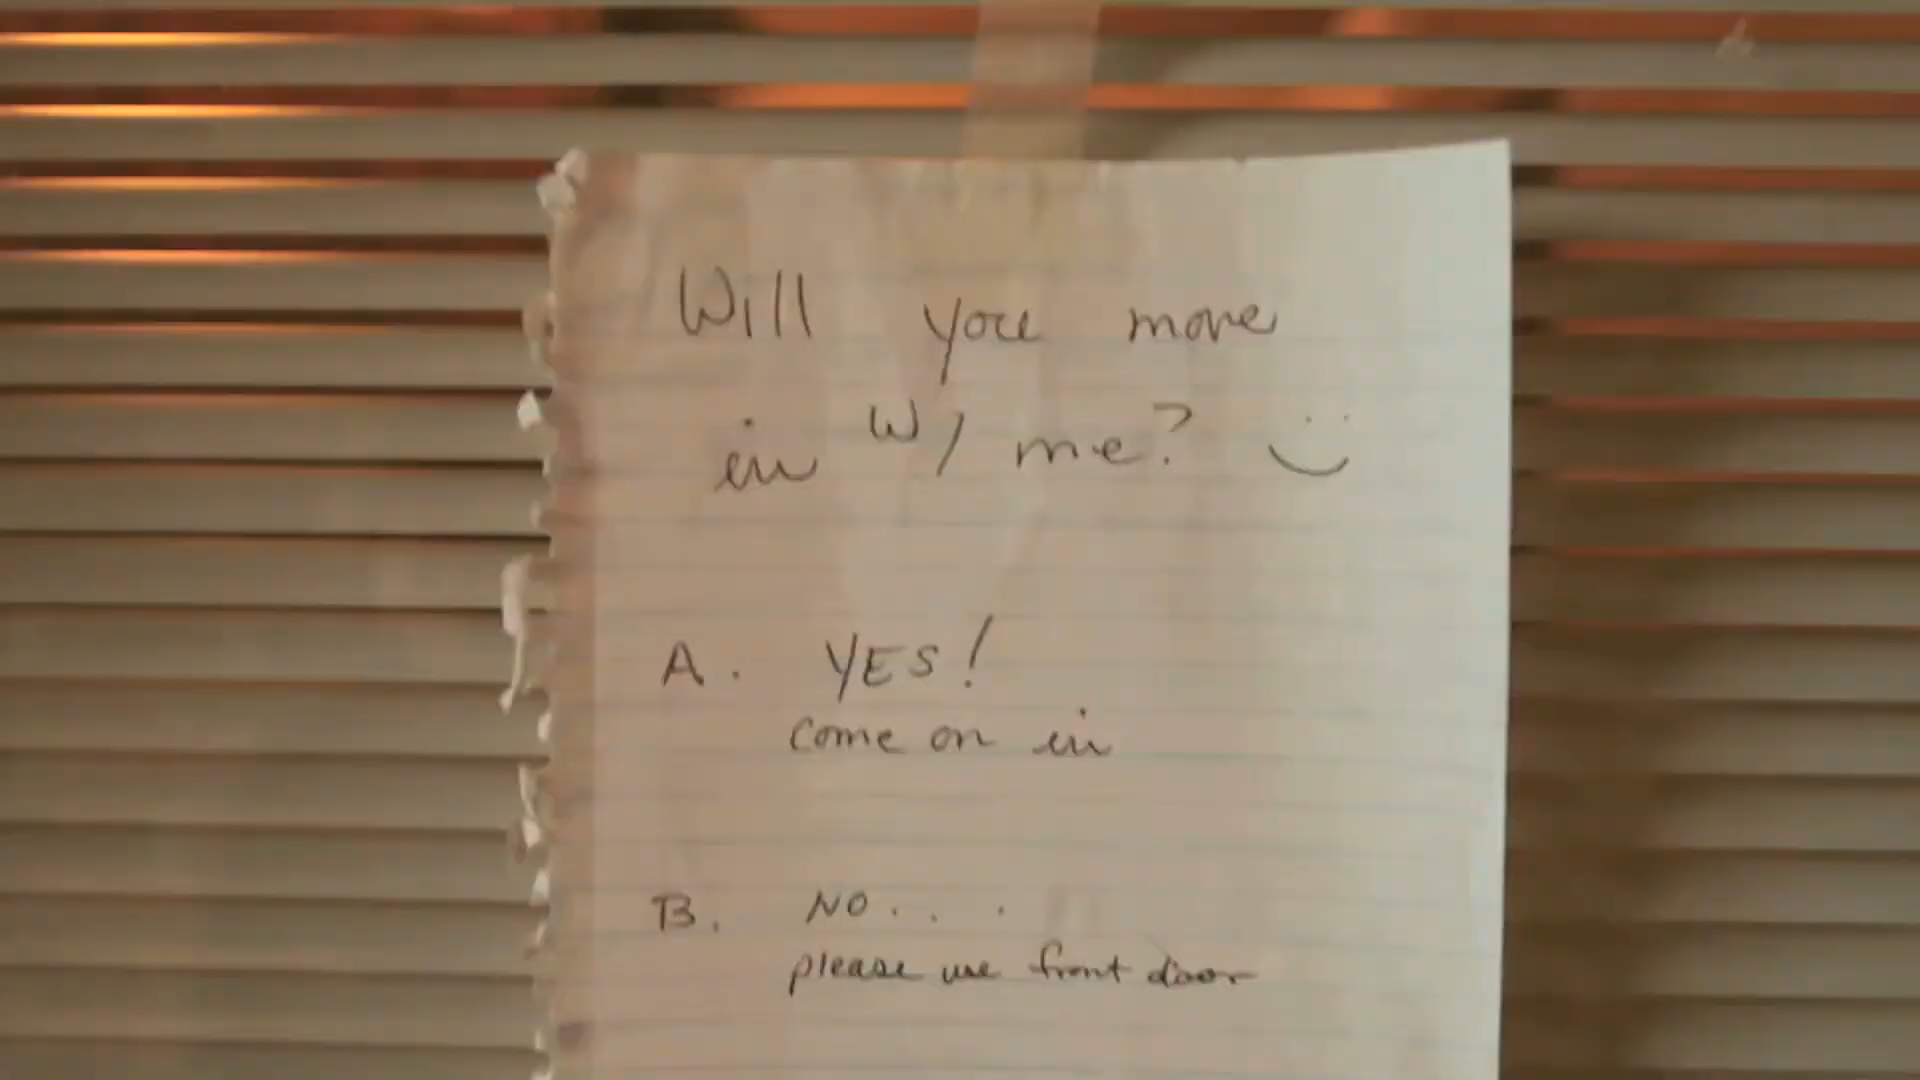 Will you move
in w/ me? :)
A. YES!
come on in
B. NO...
please use front door